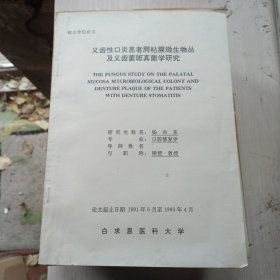 硕士学位论文
义齿性口炎患者腭粘膜微生物丛
及义齿菌斑真菌学研究
THE FUNGUS STUDY ON THE PALATAL
MUCOSA MICROBIOLOGICAL COLONY AND
DENTURE PLAQUE OF THE PATIENTS
WITH DENTURE STOMATITIS
研究生姓名：
专 业：口腔修复学
导师姓名
与职称： 教授
论文起止日期 1991年6月至1993年4月
白求恩医科大学